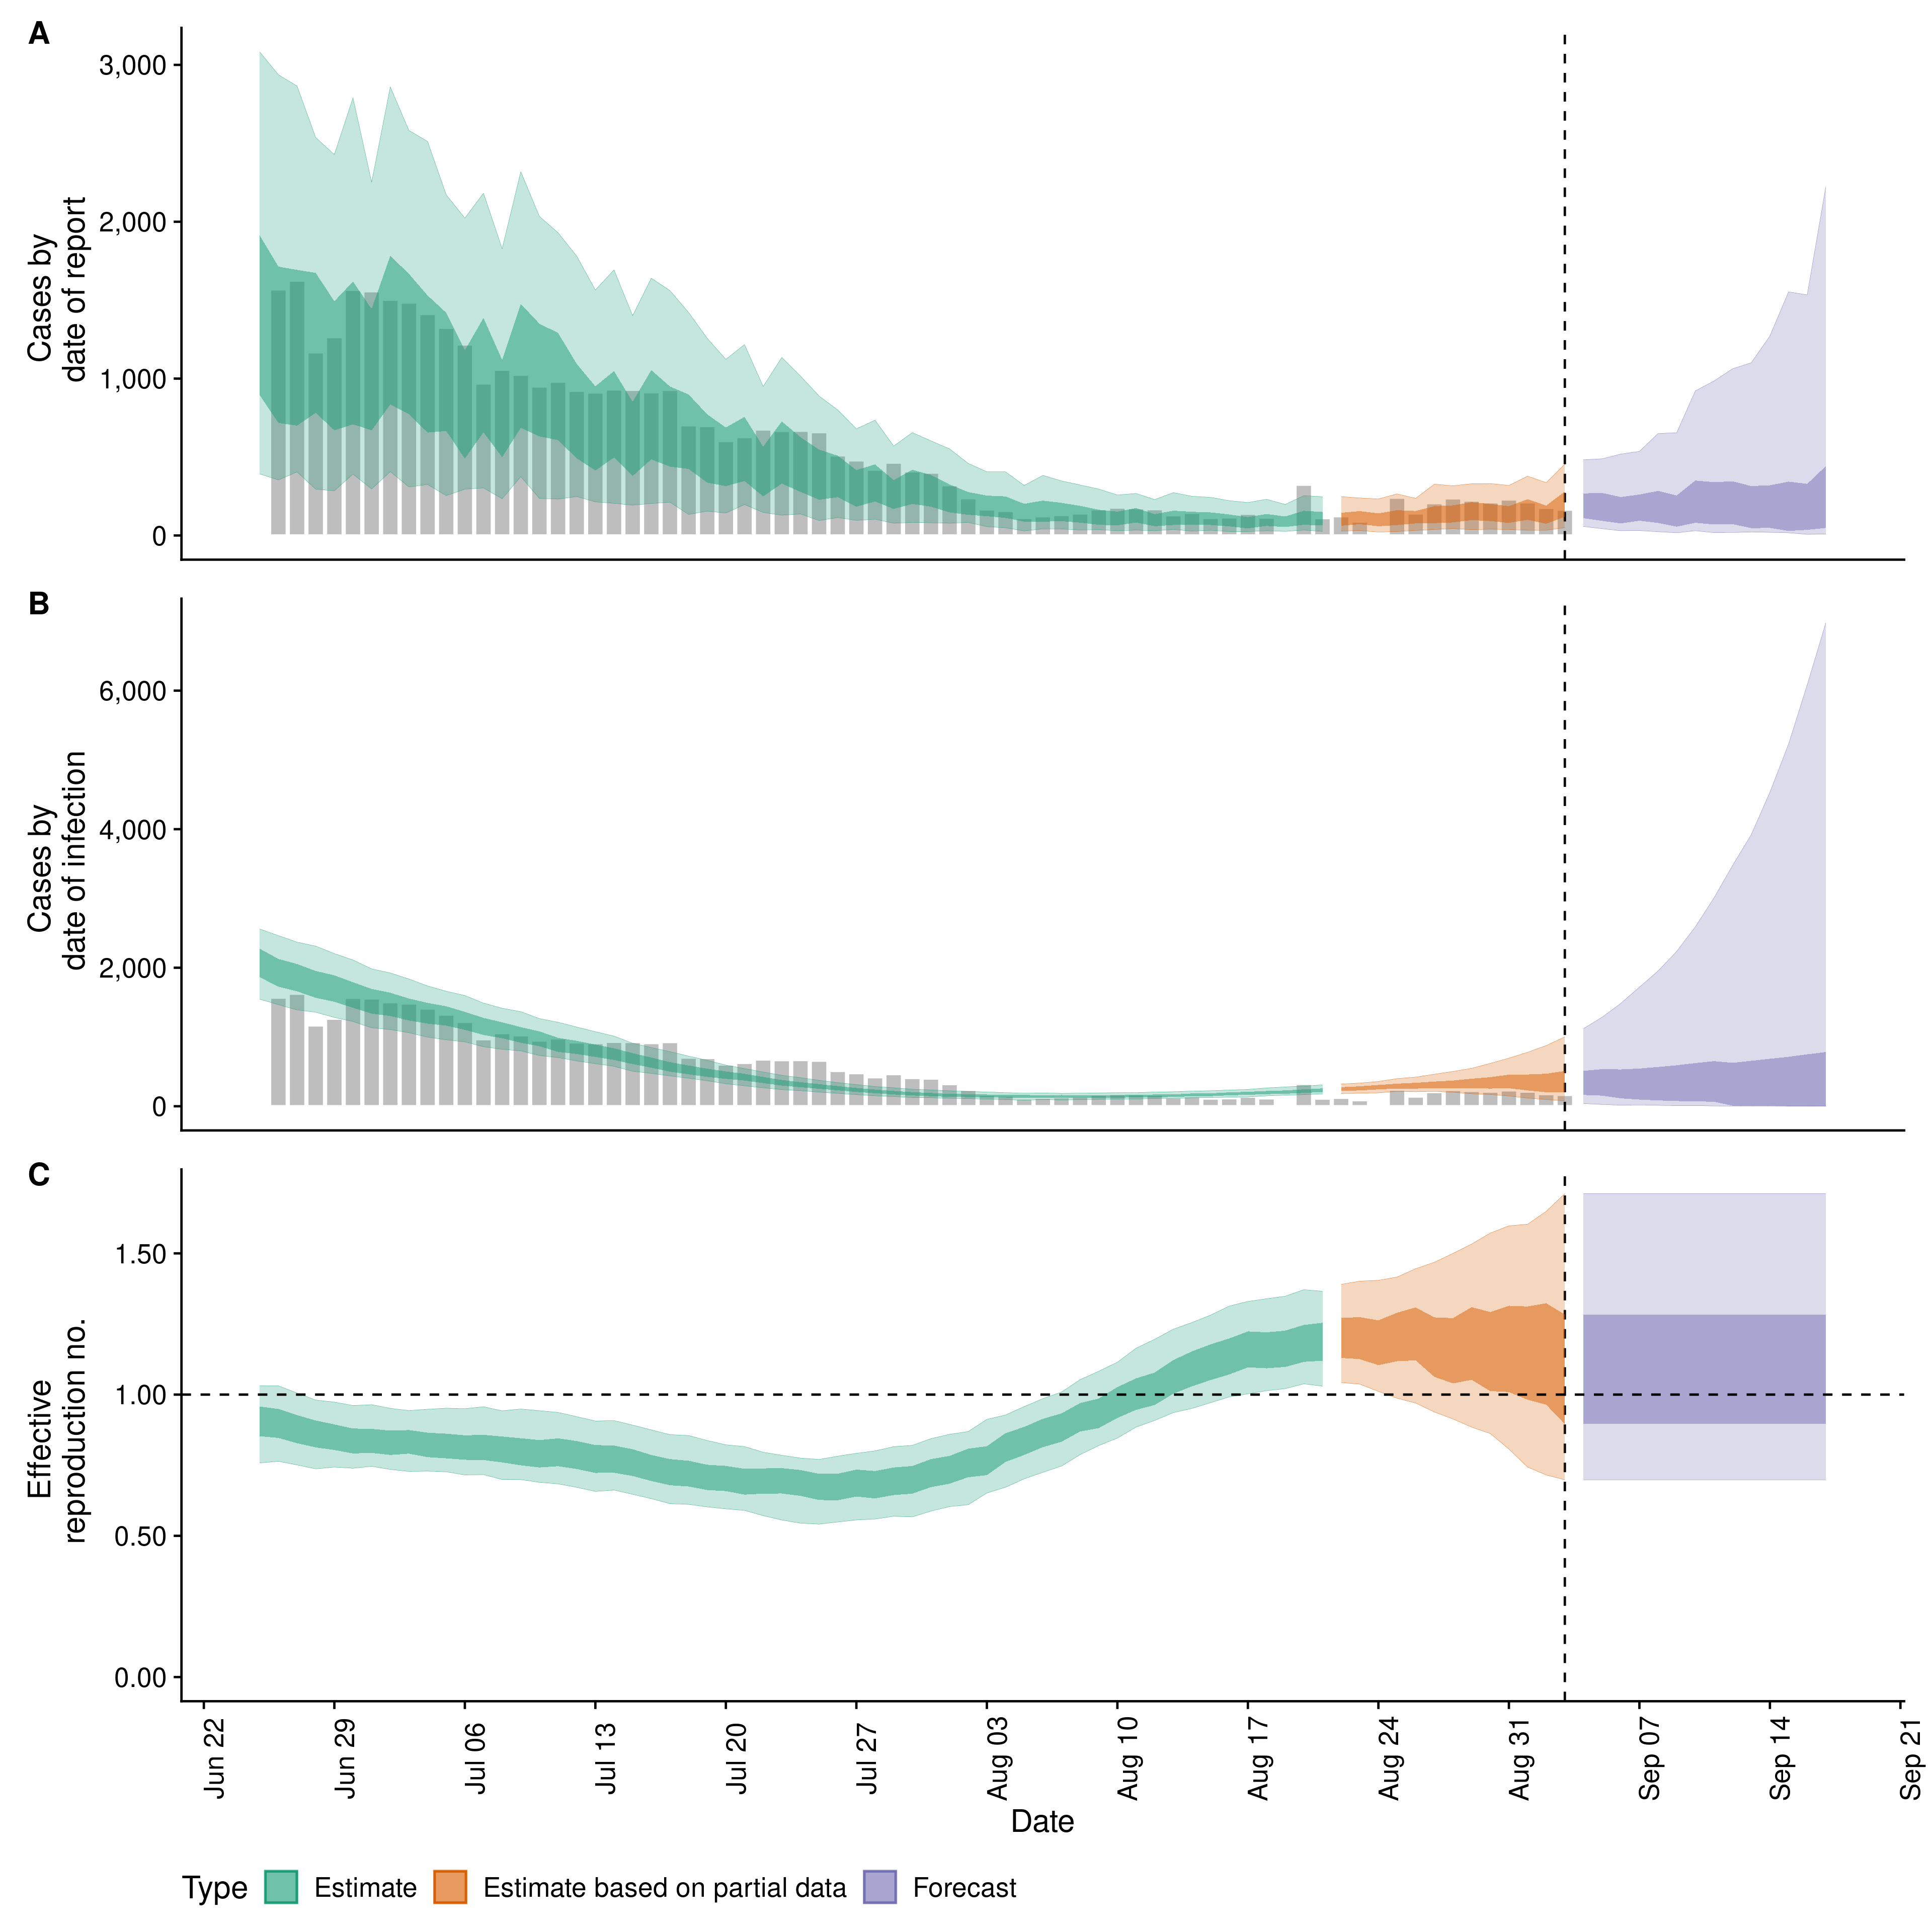 A
Cases by
date of report
3,000
2,000
1,000
0
B
Cases by
date of infection
6,000
4,000
2,000
0
C
Effective
reproduction no.
1.50
1.00
0.50
0.00
Jun 22
Jun 29
Jul 06
Jul 13
Jul 20
Jul 27
Aug 03
Aug 10
Aug 17
Aug 24
Aug 31
Sep 07
Sep 14
Sep 21
Date
Type Estimate Estimate based on partial data Forecast